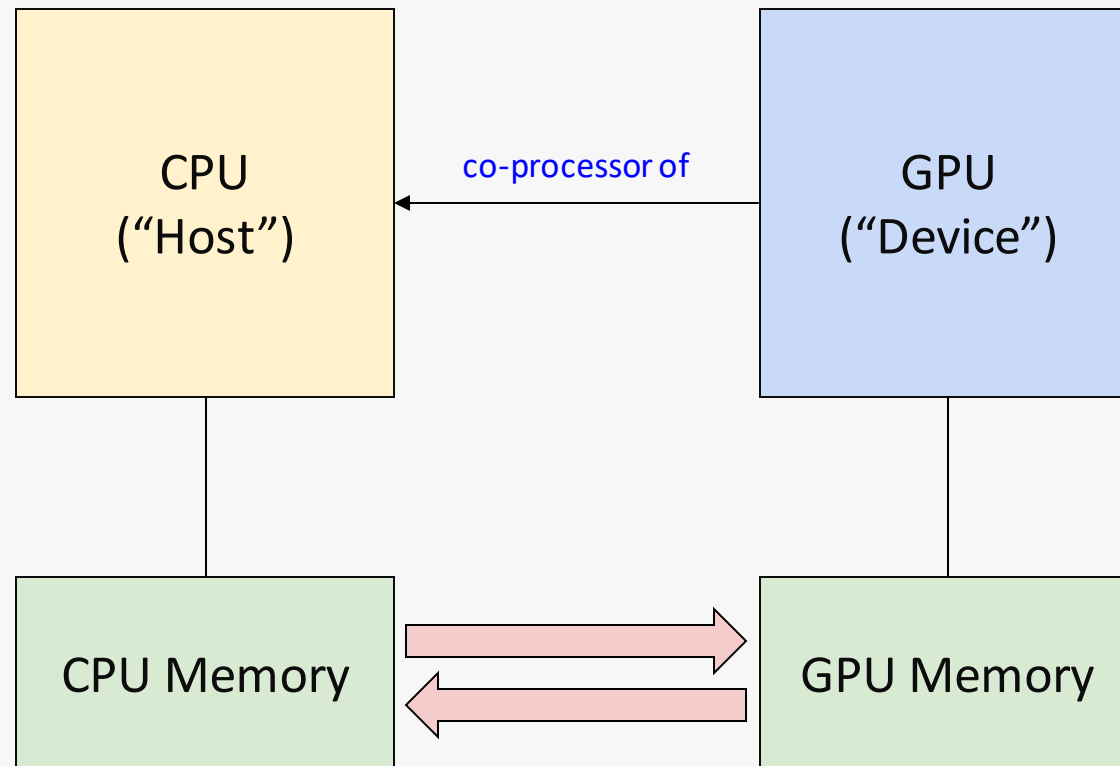 CPU
(“Host”)
co-processor of
GPU
(“Device”)
CPU Memory
GPU Memory